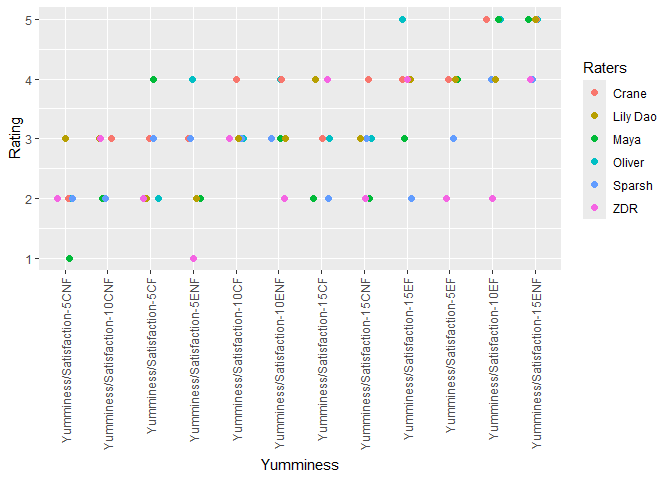 5
4
3
2
1
Rating
Yumminess/Satisfaction-5CNF
Yumminess/Satisfaction-10CNF
Yumminess/Satisfaction-5CF
Yumminess/Satisfaction-5ENF
Yumminess/Satisfaction-10CF
Yumminess/Satisfaction-10ENF
Yumminess/Satisfaction-15CF
Yumminess/Satisfaction-15CNF
Yumminess/Satisfaction-15EF
Yumminess/Satisfaction-5EF
Yumminess/Satisfaction-10EF
Yumminess/Satisfaction-15ENF
Yumminess
Raters
Crane
Lily Dao
Maya
Oliver
Sparsh
ZDR